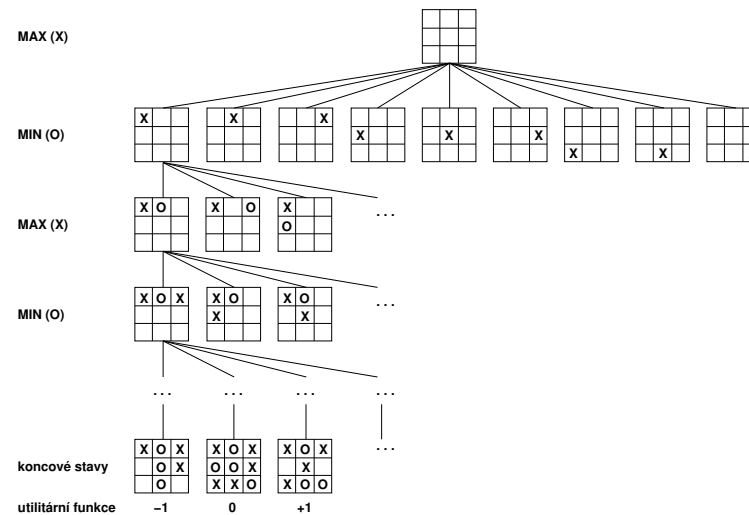 MAX (X)
X X X
MIN (O) X X X
X X
X O X O X
MAX (X) O ...
X O X X O X O
MIN (O) X X ...
... ... ... ...
X O X X O X X O X ...
koncové stavy O X O O X X
O X X O X O O
utilitární funkce −1 0 +1